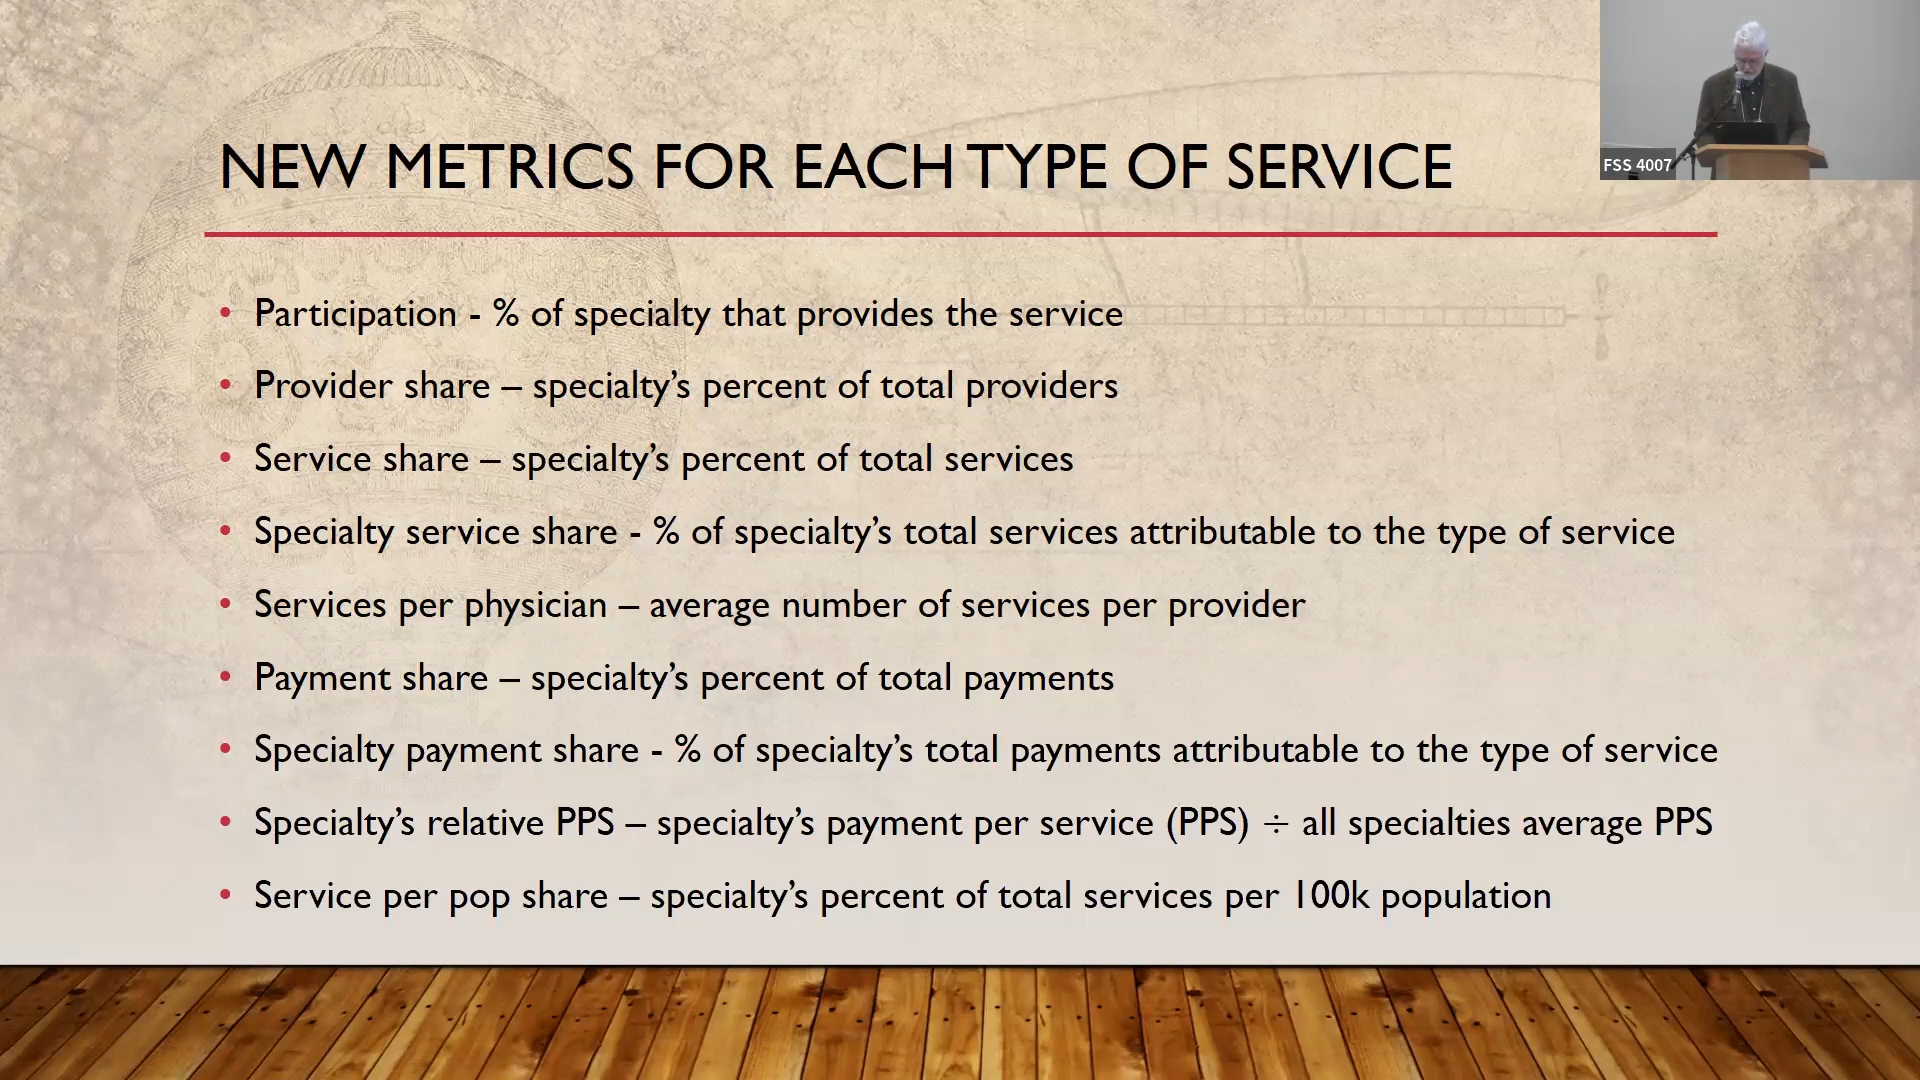 NEW METRICS FOR EACH TYPE OF SERVICE
FSS 4007
• Participation - % of specialty that provides the service
• Provider share – specialty’s percent of total providers
• Service share – specialty’s percent of total services
• Specialty service share - % of specialty’s total services attributable to the type of service
• Services per physician – average number of services per provider
• Payment share – specialty’s percent of total payments
• Specialty payment share - % of specialty’s total payments attributable to the type of service
• Specialty’s relative PPS – specialty’s payment per service (PPS) ÷ all specialties average PPS
• Service per pop share – specialty’s percent of total services per 100k population